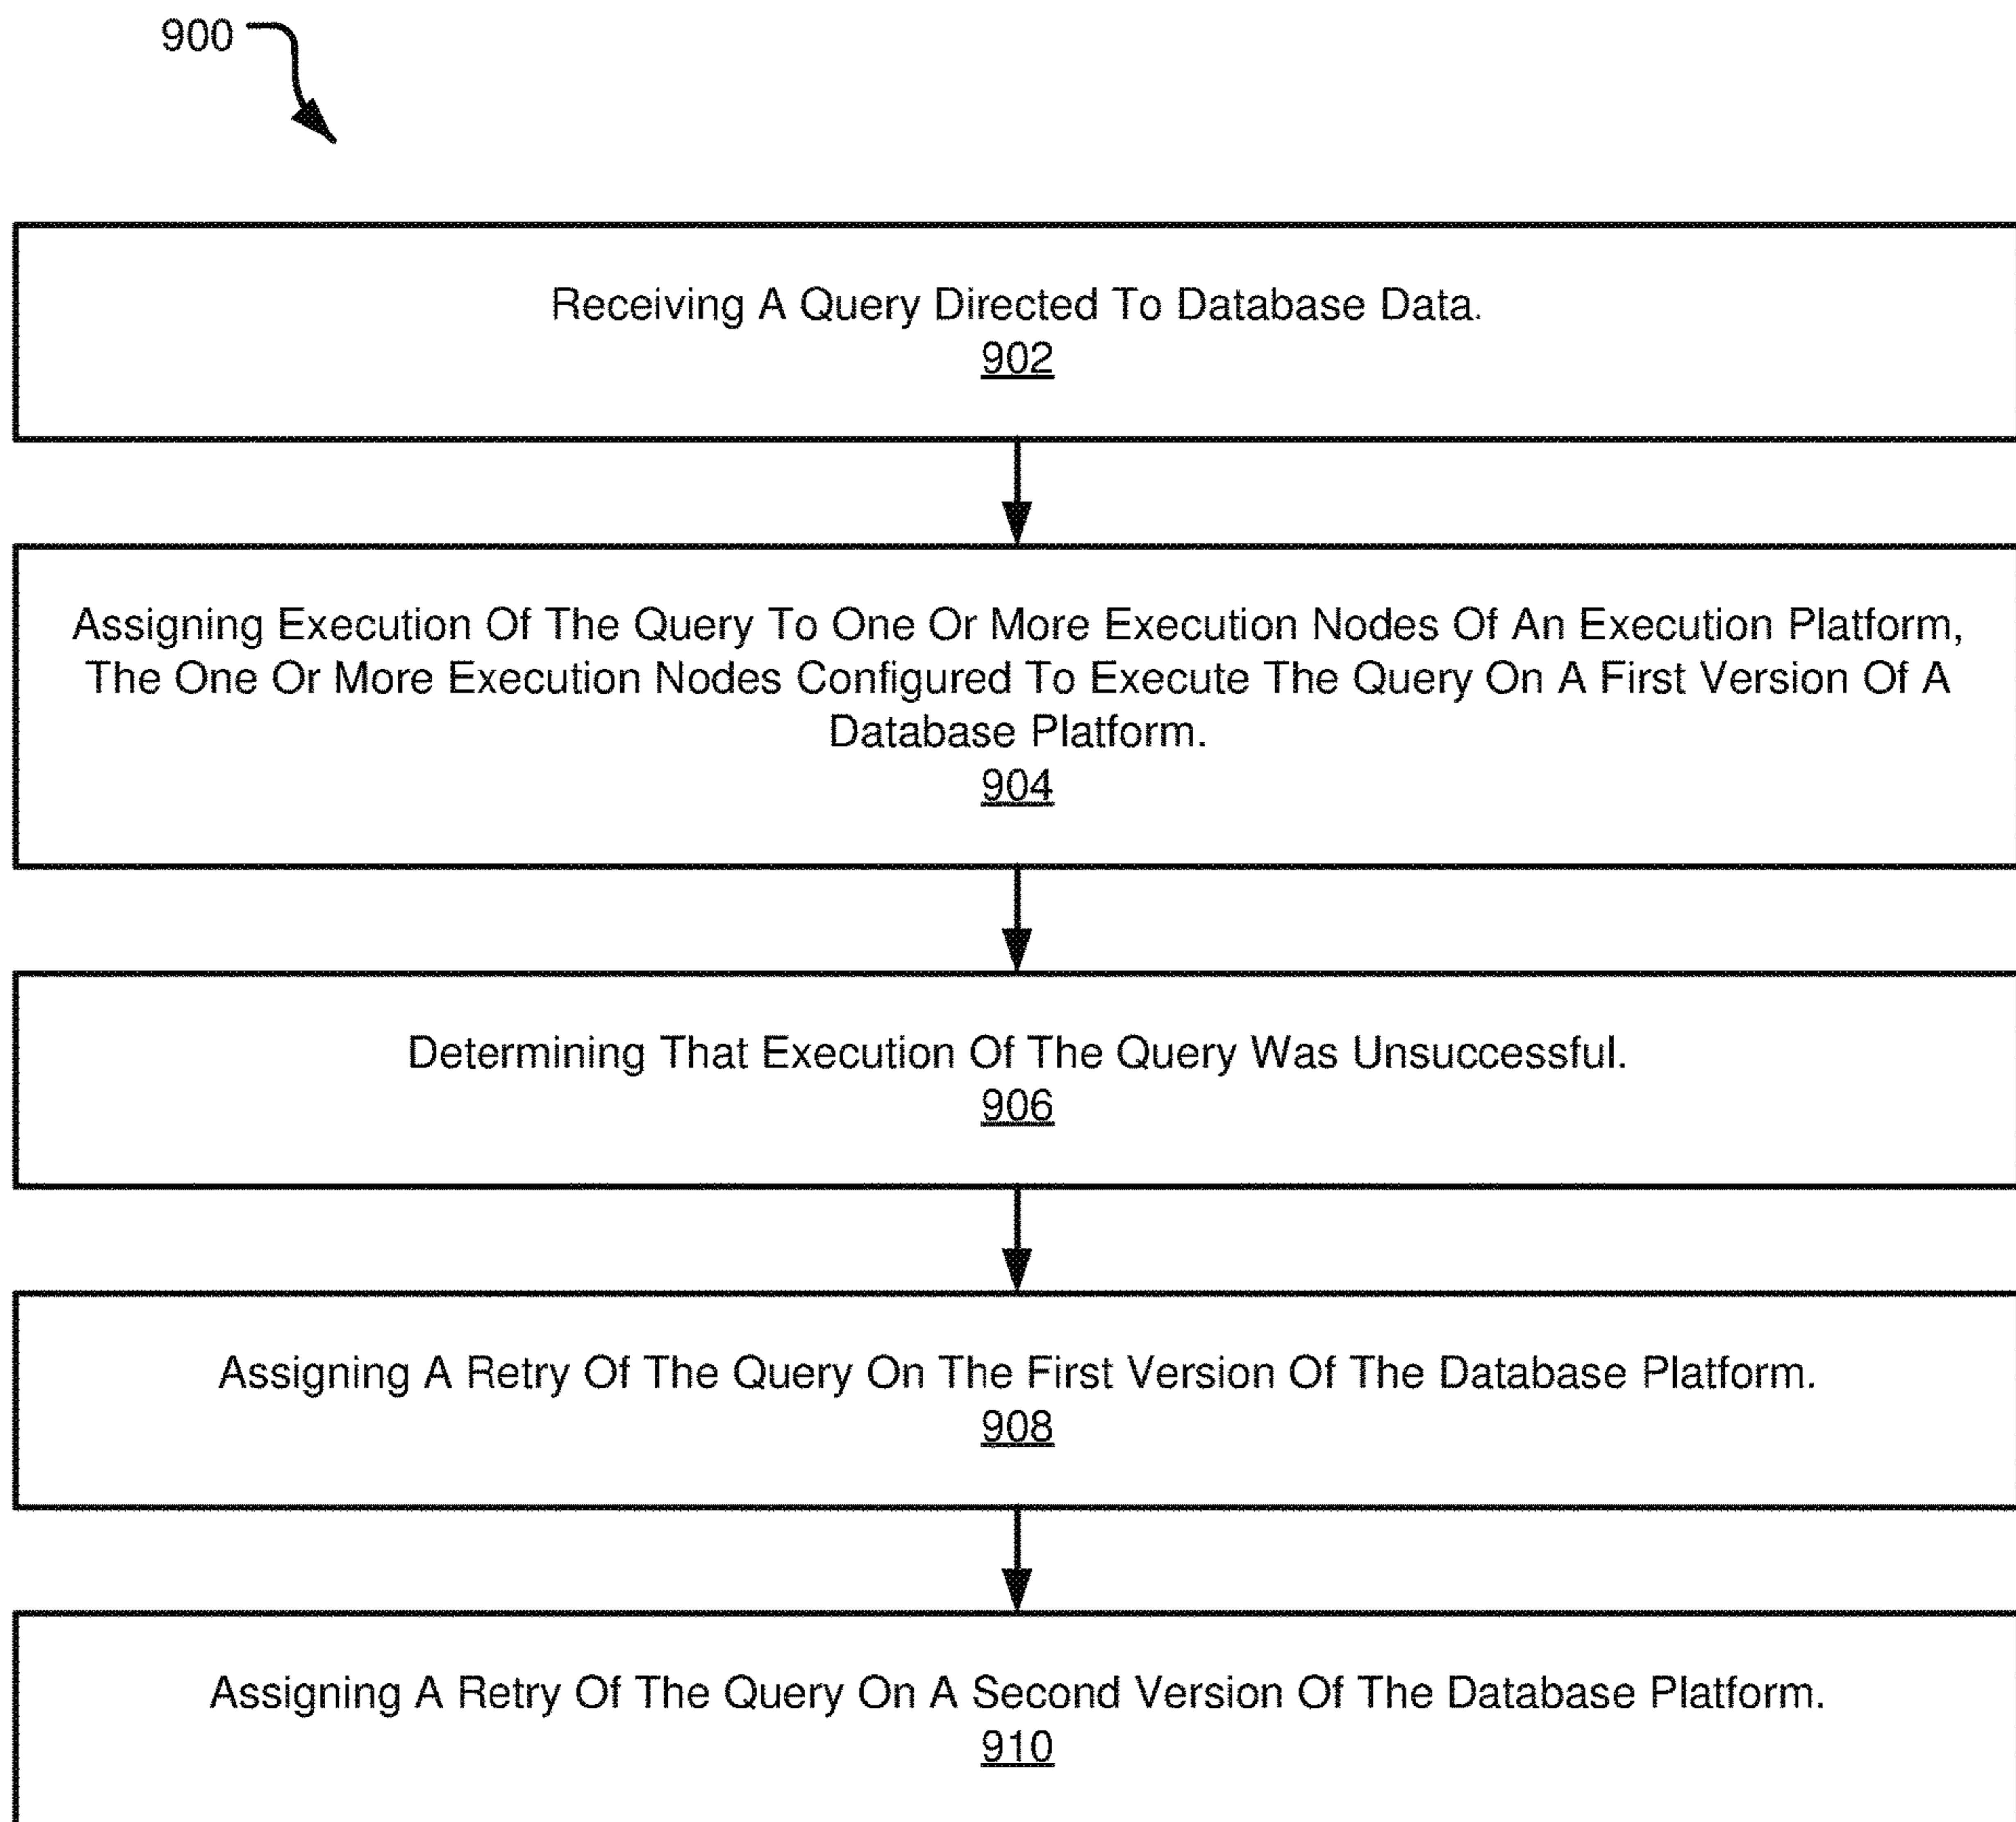 900
Receiving A Query Directed To Database Data.
902
Assigning Execution Of The Query To One Or More Execution Nodes Of An Execution Platform,
The One Or More Execution Nodes Configured To Execute The Query On A First Version Of A
Database Platform.
904
Determining That Execution Of The Query Was Unsuccessful.
906
Assigning A Retry Of The Query On The First Version Of The Database Platform.
908
Assigning A Retry Of The Query On A Second Version Of The Database Platform.
910